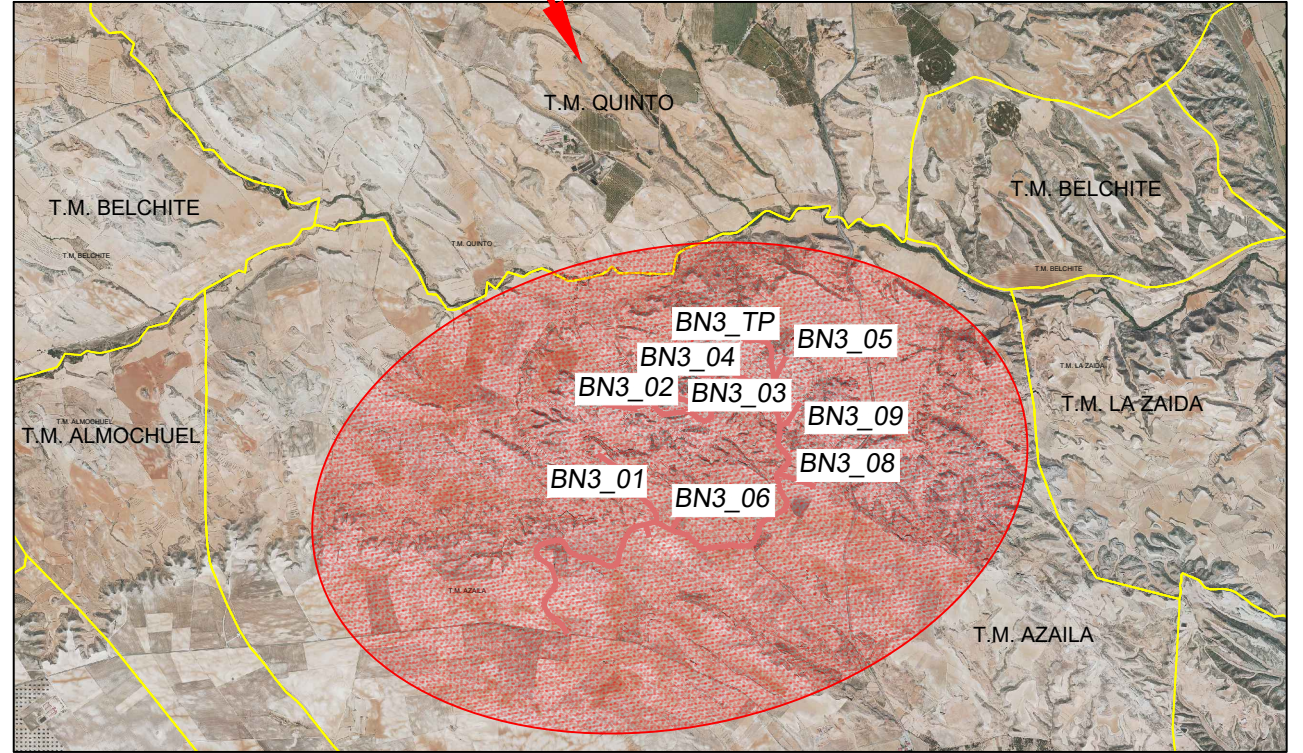 T.M. QUINTO
T.M. BELCHITE
T.M. BELCHITE
T.M. BELCHITE
T.M. QUINTO
T.M. BELCHITE
BN3_TP
BN3_05
BN3_04
BN3_02
BN3_03
T.M. LA ZAIDA
T.M. LA ZAIDA
BN3_09
T.M. ALMOCHUEL
T.M. ALMOCHUEL
BN3_08
BN3_01
BN3_06
T.M. AZAILA
T.M. AZAILA